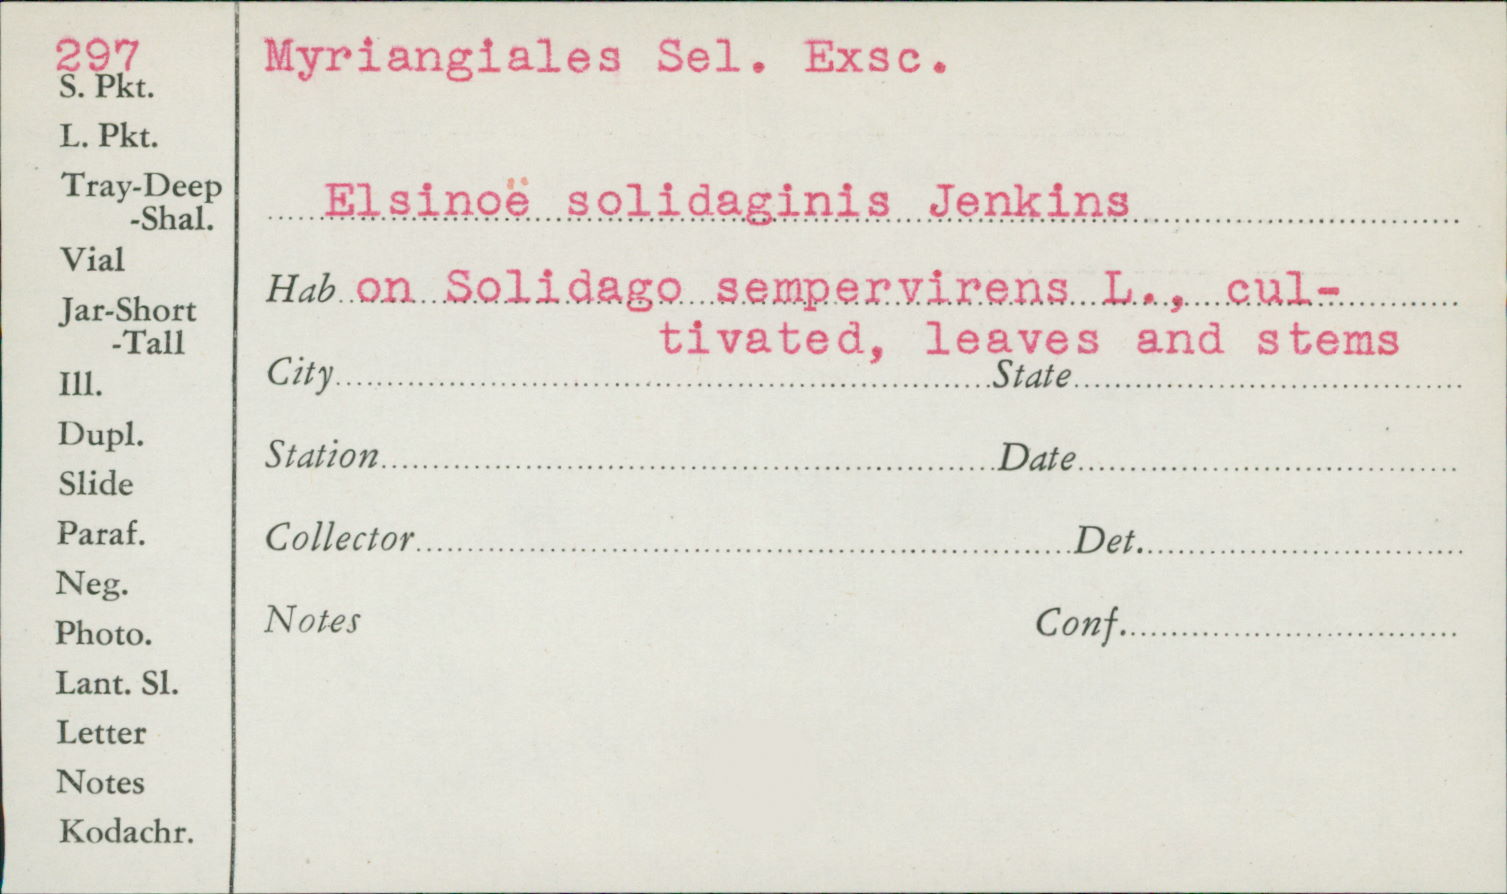 297
S. Pkt.
L. Pkt.
Tray-Deep
-Shal.
Vial
Jar-Short
-Tall
Ill.
Dupl.
Slide
Paraf.
Neg.
Photo.
Lant. Sl.
Letter
Notes
Kodachr.
Myriangiales Sel. Exsc.
Elsinoë solidaginis Jenkins
Hab on Solidago sempervirens L., cul-
tivated, leaves and stems
City State
Station Date
Collector Det.
Notes Conf.